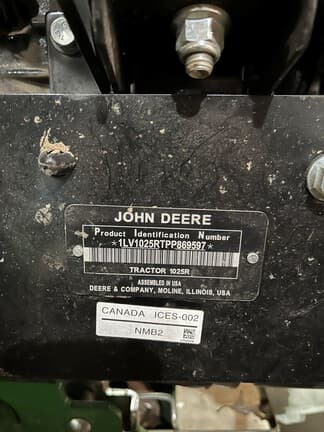 JOHN DEERE
Product Identification Number
*1LV1025RTPP869597*
TRACTOR 1025R
ASSEMBLED IN USA
DEERE & COMPANY, MOLINE, ILLINOIS, USA
CANADA ICES-002
NMB2